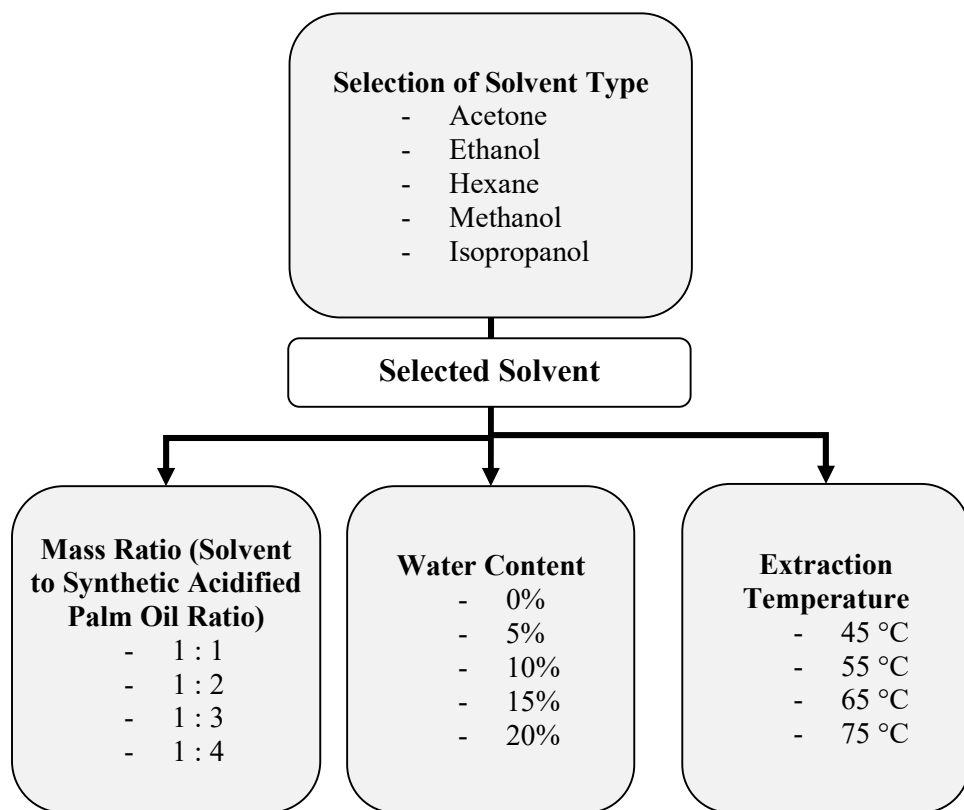 Selection of Solvent Type
- Acetone
- Ethanol
- Hexane
- Methanol
- Isopropanol
Selected Solvent
Mass Ratio (Solvent
to Synthetic Acidified
Palm Oil Ratio)
- 1 : 1
- 1 : 2
- 1 : 3
- 1 : 4
Water Content
- 0%
- 5%
- 10%
- 15%
- 20%
Extraction
Temperature
- 45 °C
- 55 °C
- 65 °C
- 75 °C